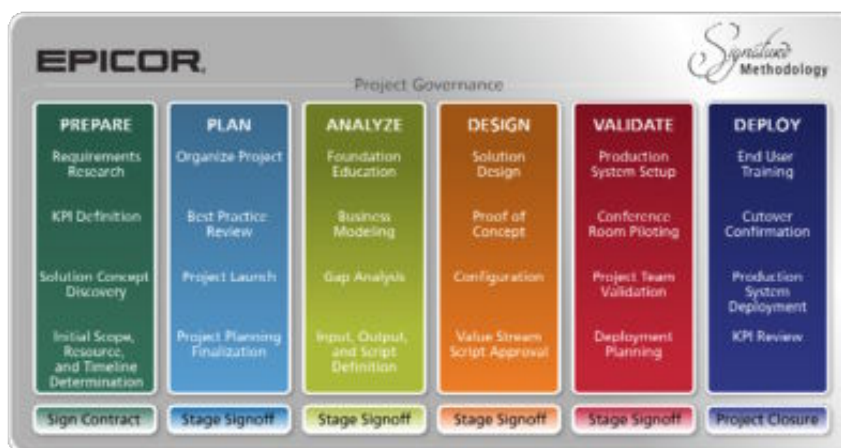 EPICOR.
Signature
Methodology
Project Governance
PREPARE
Requirements
Research
KPI Definition
Solution Concept
Discovery
Initial Scope,
Resource,
and Timeline
Determination
Sign Contract
PLAN
Organize Project
Best Practice
Review
Project Launch
Project Planning
Finalization
Stage Signoff
ANALYZE
Foundation
Education
Business
Modeling
Gap Analysis
Input, Output,
and Script
Definition
Stage Signoff
DESIGN
Solution
Design
Proof of
Concept
Configuration
Value Stream
Script Approval
Stage Signoff
VALIDATE
Production
System Setup
Conference
Room Piloting
Project Team
Validation
Deployment
Planning
Stage Signoff
DEPLOY
End User
Training
Cutover
Confirmation
Production
System
Deployment
KPI Review
Project Closure